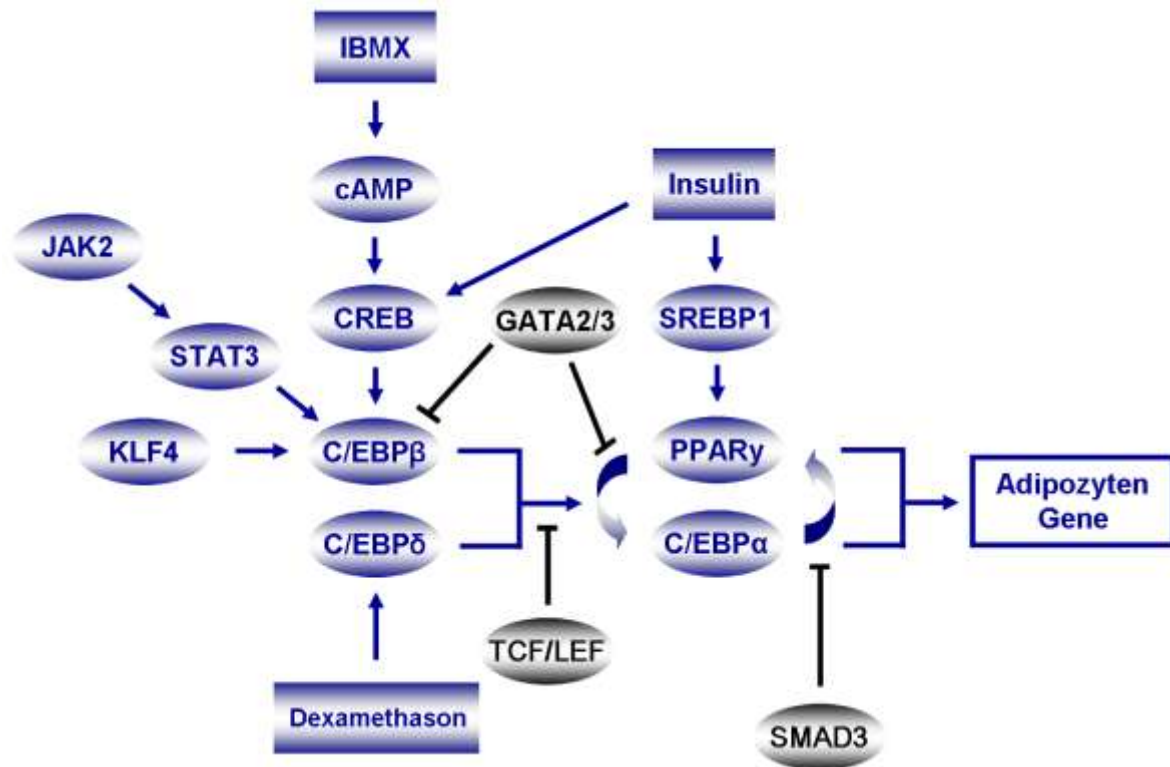 IBMX
cAMP
Insulin
JAK2
CREB
GATA2/3
SREBP1
STAT3
KLF4
C/EBPβ
PPARy
Adipozyten
Gene
C/EBPδ
C/EBPα
TCF/LEF
Dexamethason
SMAD3